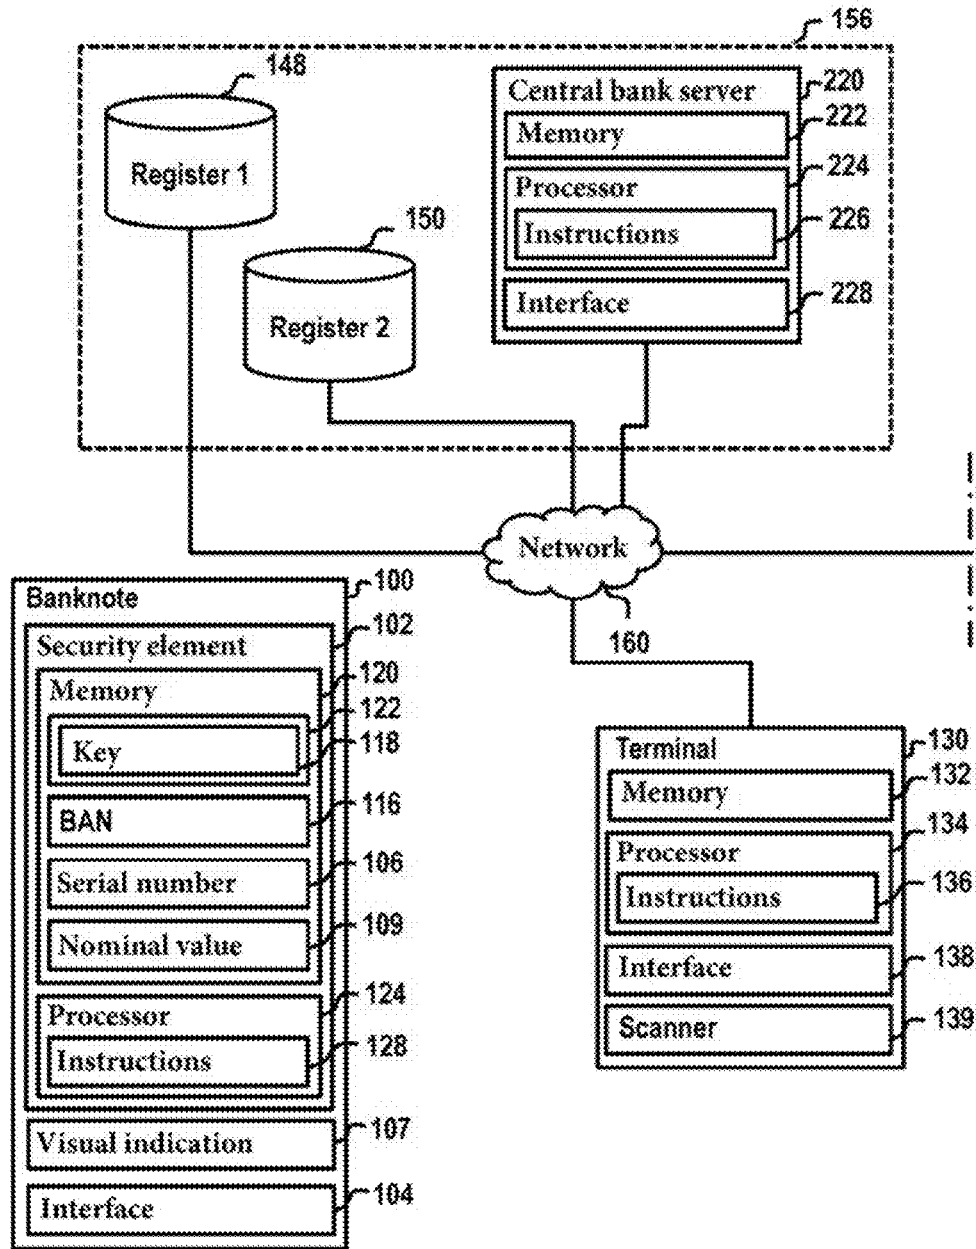 156
148
Register 1
150
Register 2
Central bank server
220
Memory
222
Processor
224
Instructions
226
Interface
228
Network
160
Banknote
100
Security element
102
Memory
120
122
Key
118
BAN
116
Serial number
106
Nominal value
109
Processor
124
Instructions
128
Visual indication
107
Interface
104
Terminal
130
Memory
132
Processor
134
Instructions
136
Interface
138
Scanner
139